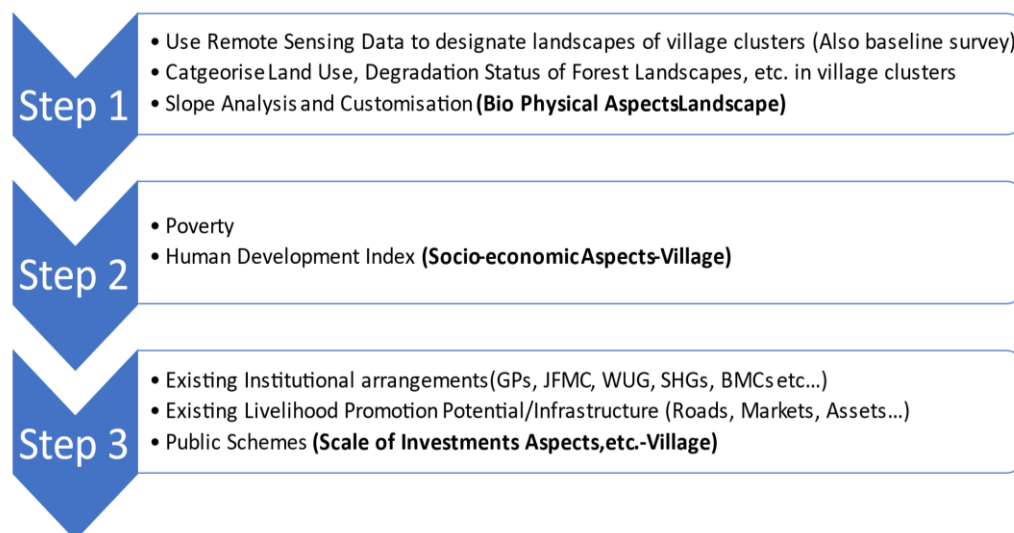 Step 1
• Use Remote Sensing Data to designate landscapes of village clusters (Also baseline survey)
• Catgeorise Land Use, Degradation Status of Forest Landscapes, etc. in village clusters
• Slope Analysis and Customisation (Bio Physical AspectsLandscape)
Step 2
• Poverty
• Human Development Index (Socio-economicAspects-Village)
Step 3
• Existing Institutional arrangements(GPs, JFMC, WUG, SHGs, BMCs etc...)
• Existing Livelihood Promotion Potential/Infrastructure (Roads, Markets, Assets...)
• Public Schemes (Scale of Investments Aspects,etc.-Village)